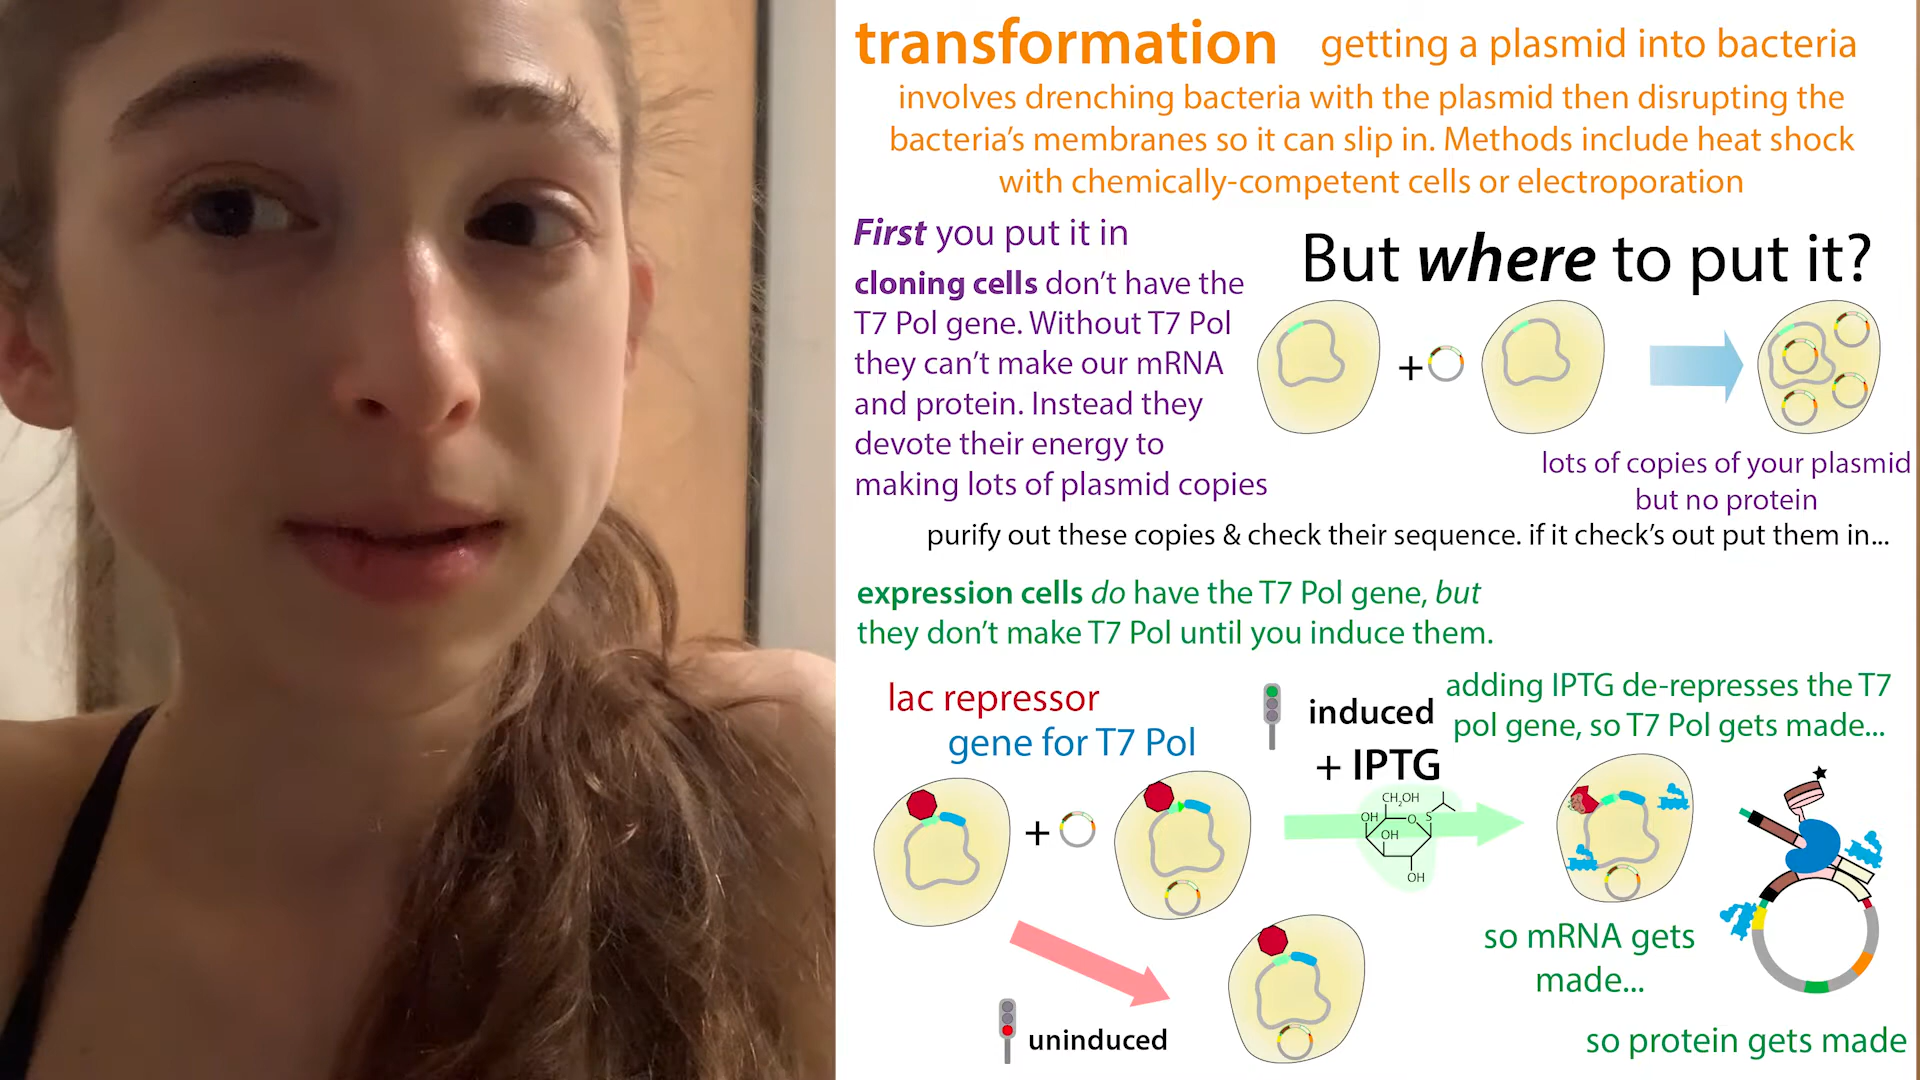 transformation getting a plasmid into bacteria
involves drenching bacteria with the plasmid then disrupting the
bacteria's membranes so it can slip in. Methods include heat shock
with chemically-competent cells or electroporation
First you put it in
But where to put it?
cloning cells don't have the
T7 Pol gene. Without T7 Pol
they can't make our mRNA
and protein. Instead they
devote their energy to
making lots of plasmid copies
+
lots of copies of your plasmid
but no protein
purify out these copies & check their sequence. if it check's out put them in...
expression cells do have the T7 Pol gene, but
they don't make T7 Pol until you induce them.
lac repressor
gene for T7 Pol
+
induced
+ IPTG
adding IPTG de-represses the T7
pol gene, so T7 Pol gets made...
CH₂OH
OH
O
S
OH
OH
so mRNA gets
made...
uninduced
so protein gets made